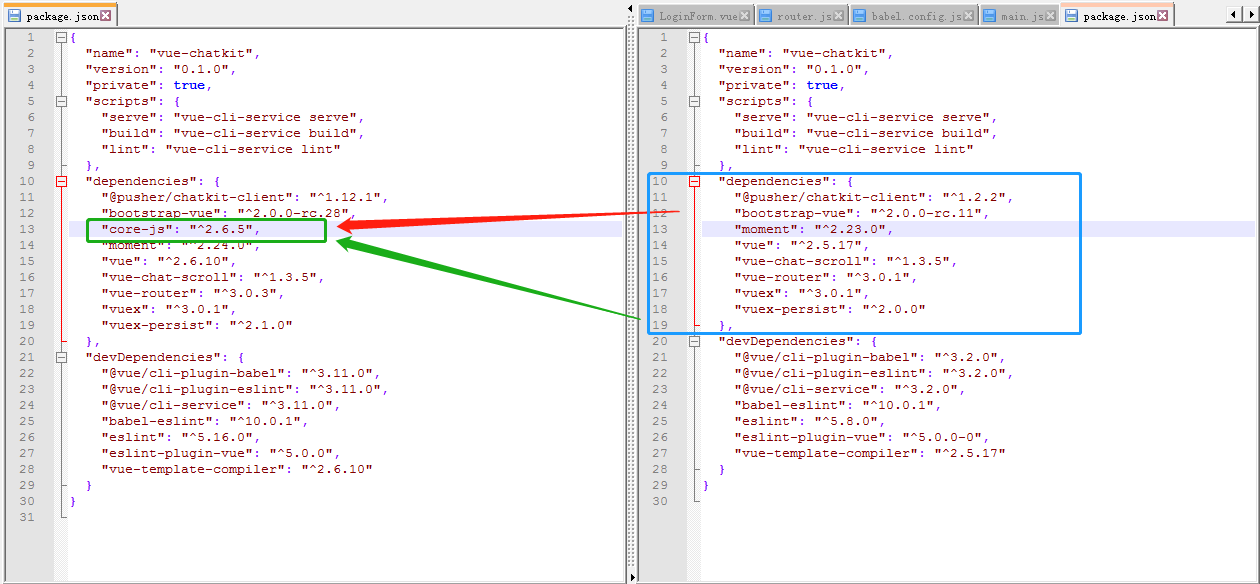 package.json
1 {
2 "name": "vue-chatkit",
3 "version": "0.1.0",
4 "private": true,
5 "scripts": {
6 "serve": "vue-cli-service serve",
7 "build": "vue-cli-service build",
8 "lint": "vue-cli-service lint"
9 },
10 "dependencies": {
11 "@pusher/chatkit-client": "^1.12.1",
12 "bootstrap-vue": "^2.0.0-rc.28",
13 "core-js": "^2.6.5",
14 "moment": "^2.24.0",
15 "vue": "^2.6.10",
16 "vue-chat-scroll": "^1.3.5",
17 "vue-router": "^3.0.3",
18 "vuex": "^3.0.1",
19 "vuex-persist": "^2.1.0"
20 },
21 "devDependencies": {
22 "@vue/cli-plugin-babel": "^3.11.0",
23 "@vue/cli-plugin-eslint": "^3.11.0",
24 "@vue/cli-service": "^3.11.0",
25 "babel-eslint": "^10.0.1",
26 "eslint": "^5.16.0",
27 "eslint-plugin-vue": "^5.0.0",
28 "vue-template-compiler": "^2.6.10"
29 }
30 }
31
LoginForm.vue router.js babel.config.js main.js package.json
1 {
2 "name": "vue-chatkit",
3 "version": "0.1.0",
4 "private": true,
5 "scripts": {
6 "serve": "vue-cli-service serve",
7 "build": "vue-cli-service build",
8 "lint": "vue-cli-service lint"
9 },
10 "dependencies": {
11 "@pusher/chatkit-client": "^1.2.2",
12 "bootstrap-vue": "^2.0.0-rc.11",
13 "moment": "^2.23.0",
14 "vue": "^2.5.17",
15 "vue-chat-scroll": "^1.3.5",
16 "vue-router": "^3.0.1",
17 "vuex": "^3.0.1",
18 "vuex-persist": "^2.0.0"
19 },
20 "devDependencies": {
21 "@vue/cli-plugin-babel": "^3.2.0",
22 "@vue/cli-plugin-eslint": "^3.2.0",
23 "@vue/cli-service": "^3.2.0",
24 "babel-eslint": "^10.0.1",
25 "eslint": "^5.8.0",
26 "eslint-plugin-vue": "^5.0.0-0",
27 "vue-template-compiler": "^2.5.17"
28 }
29 }
30